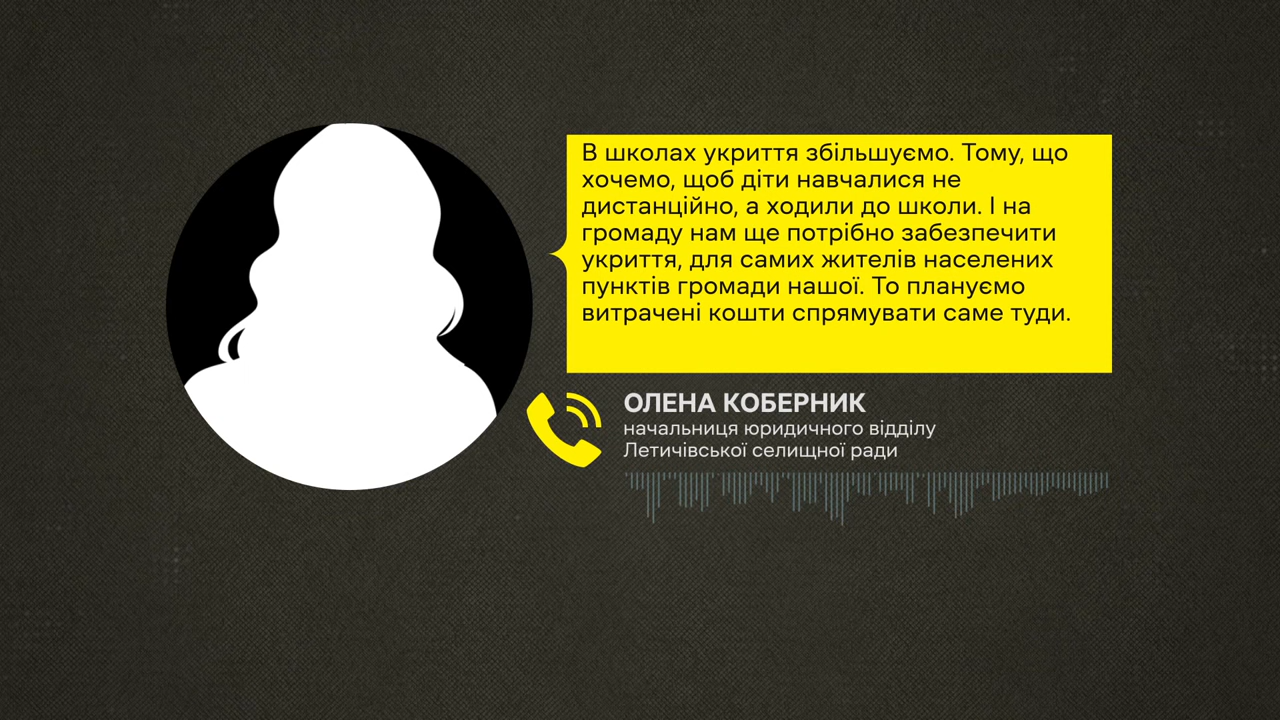 В школах укриття збільшуємо. Тому, що
хочемо, щоб діти навчалися не
дистанційно, а ходили до школи. І на
громаду нам ще потрібно забезпечити
укриття, для самих жителів населених
пунктів громади нашої. То плануємо
витрачені кошти спрямувати саме туди.
ОЛЕНА КОБЕРНИК
начальниця юридичного відділу
Летичівської селищної ради